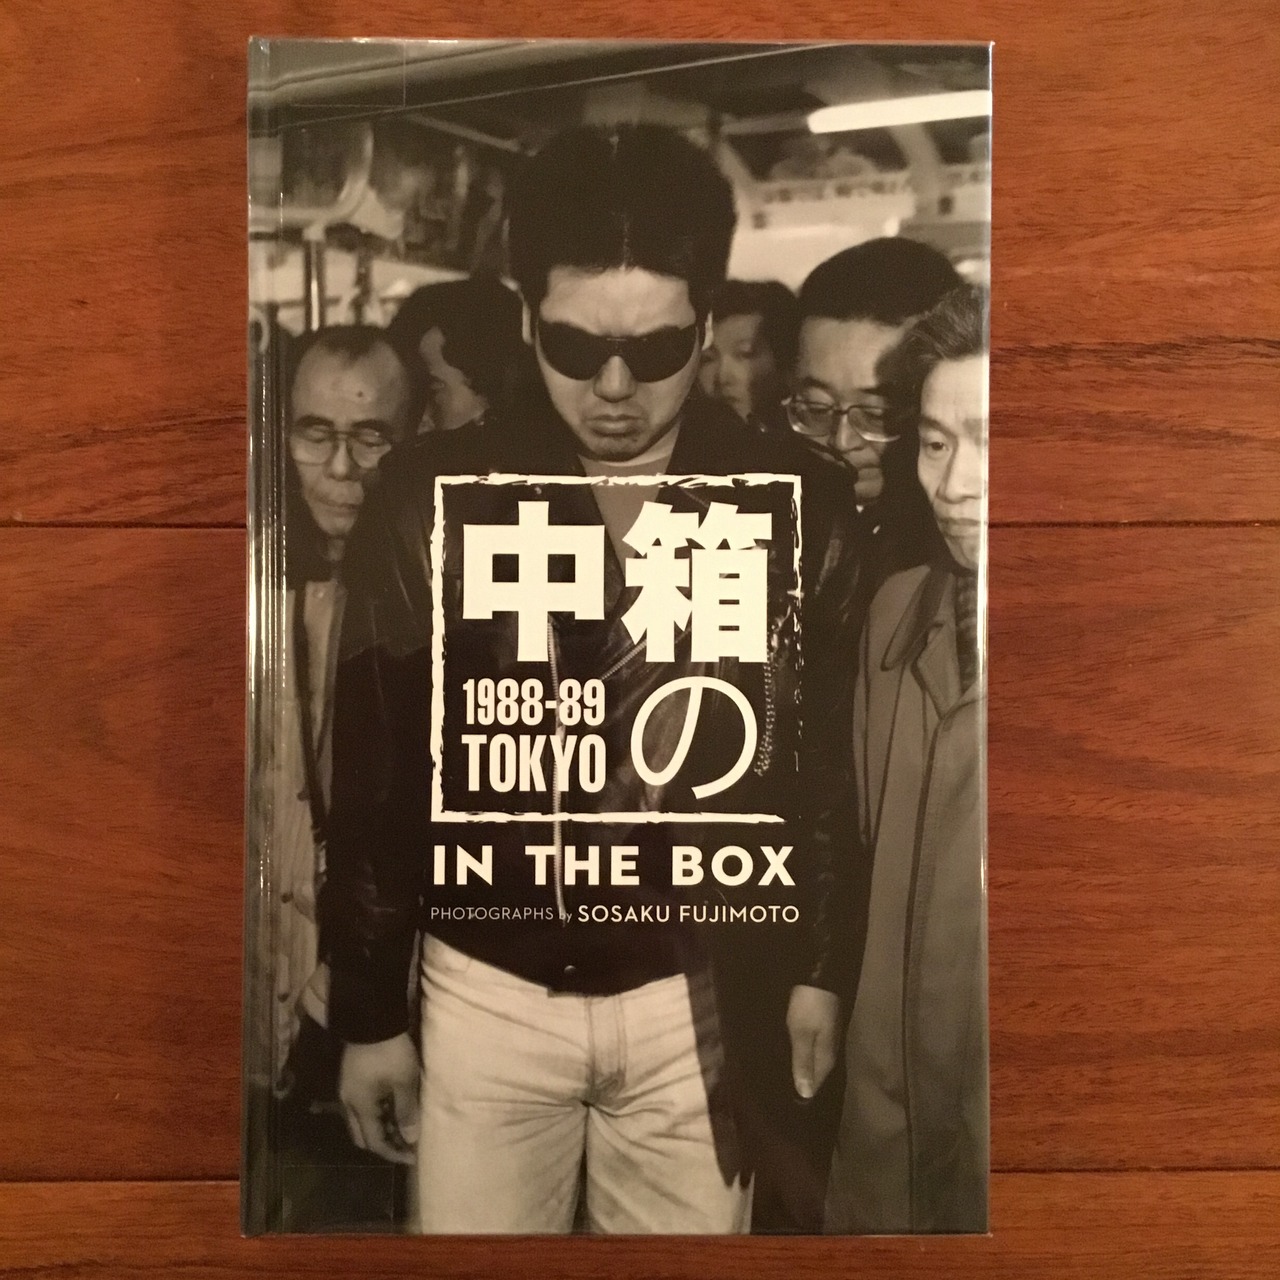 箱の
中
1988-89
TOKYO
IN THE BOX
PHOTOGRAPHS by SOSAKU FUJIMOTO